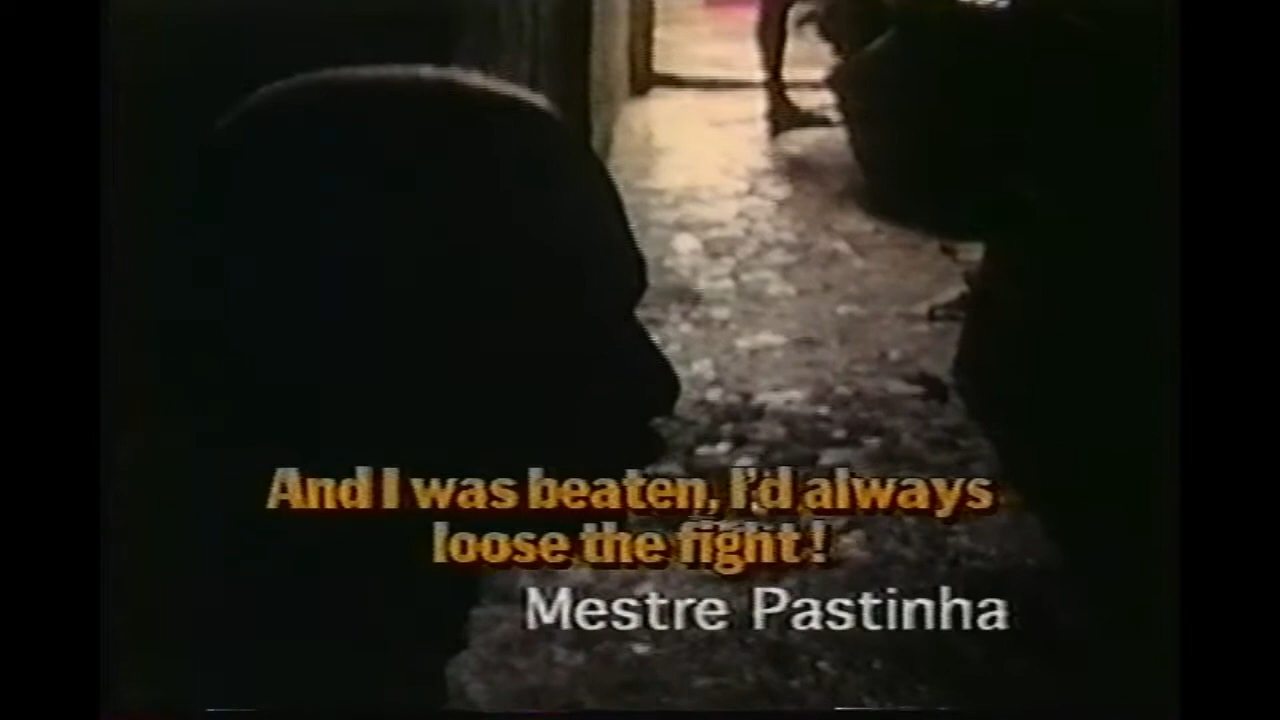 And I was beaten, I'd always
loose the fight !
Mestre Pastinha